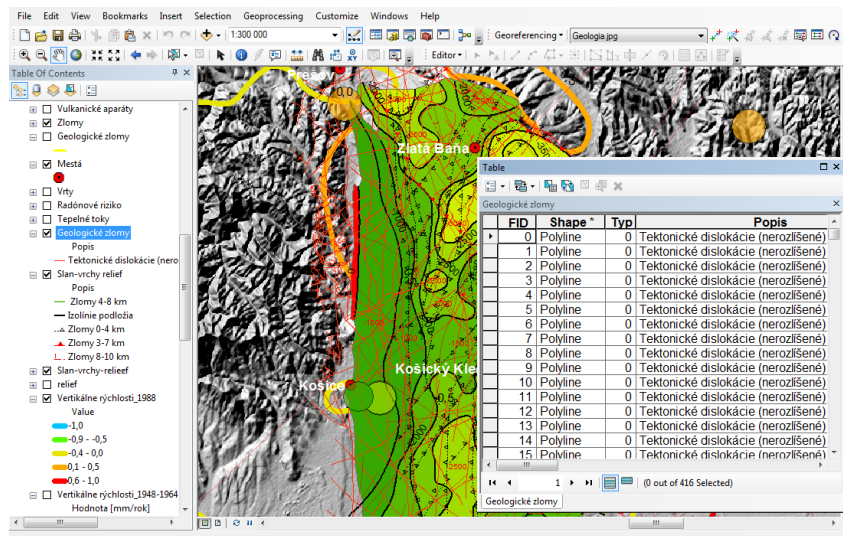 File Edit View Bookmarks Insert Selection Geoprocessing Customize Windows Help
1:300 000 Georeferencing Geologia.jpg
Editor
Table Of Contents
Vulkanické aparáty
Zlomy
Geologické zlomy
Mestá
Vrty
Radónové riziko
Tepelné toky
Geologické zlomy
Popis
Tektonické dislokácie (nero
Slan-vrchy relief
Popis
Zlomy 4-8 km
Izolínie podložia
Zlomy 0-4 km
Zlomy 3-7 km
Zlomy 8-10 km
Slan-vrchy-relieef
relief
Vertikálne rýchlosti_1988
Value
-1,0
-0,9 - -0,5
-0,4 - 0,0
0,1 - 0,5
0,6 - 1,0
Vertikálne rýchlosti_1948-1964
Hodnota [mm/rok]
Prešov
0,0
Zlatá Baňa
Košický Kle
Košice
-0,5
Table
Geologické zlomy
FID Shape * Typ Popis
0 Polyline 0 Tektonické dislokácie (nerozlíšené)
1 Polyline 0 Tektonické dislokácie (nerozlíšené)
2 Polyline 0 Tektonické dislokácie (nerozlíšené)
3 Polyline 0 Tektonické dislokácie (nerozlíšené)
4 Polyline 0 Tektonické dislokácie (nerozlíšené)
5 Polyline 0 Tektonické dislokácie (nerozlíšené)
6 Polyline 0 Tektonické dislokácie (nerozlíšené)
7 Polyline 0 Tektonické dislokácie (nerozlíšené)
8 Polyline 0 Tektonické dislokácie (nerozlíšené)
9 Polyline 0 Tektonické dislokácie (nerozlíšené)
10 Polyline 0 Tektonické dislokácie (nerozlíšené)
11 Polyline 0 Tektonické dislokácie (nerozlíšené)
12 Polyline 0 Tektonické dislokácie (nerozlíšené)
13 Polyline 0 Tektonické dislokácie (nerozlíšené)
14 Polyline 0 Tektonické dislokácie (nerozlíšené)
15 Polyline 0 Tektonické dislokácie (nerozlíšené)
1 (0 out of 416 Selected)
Geologické zlomy